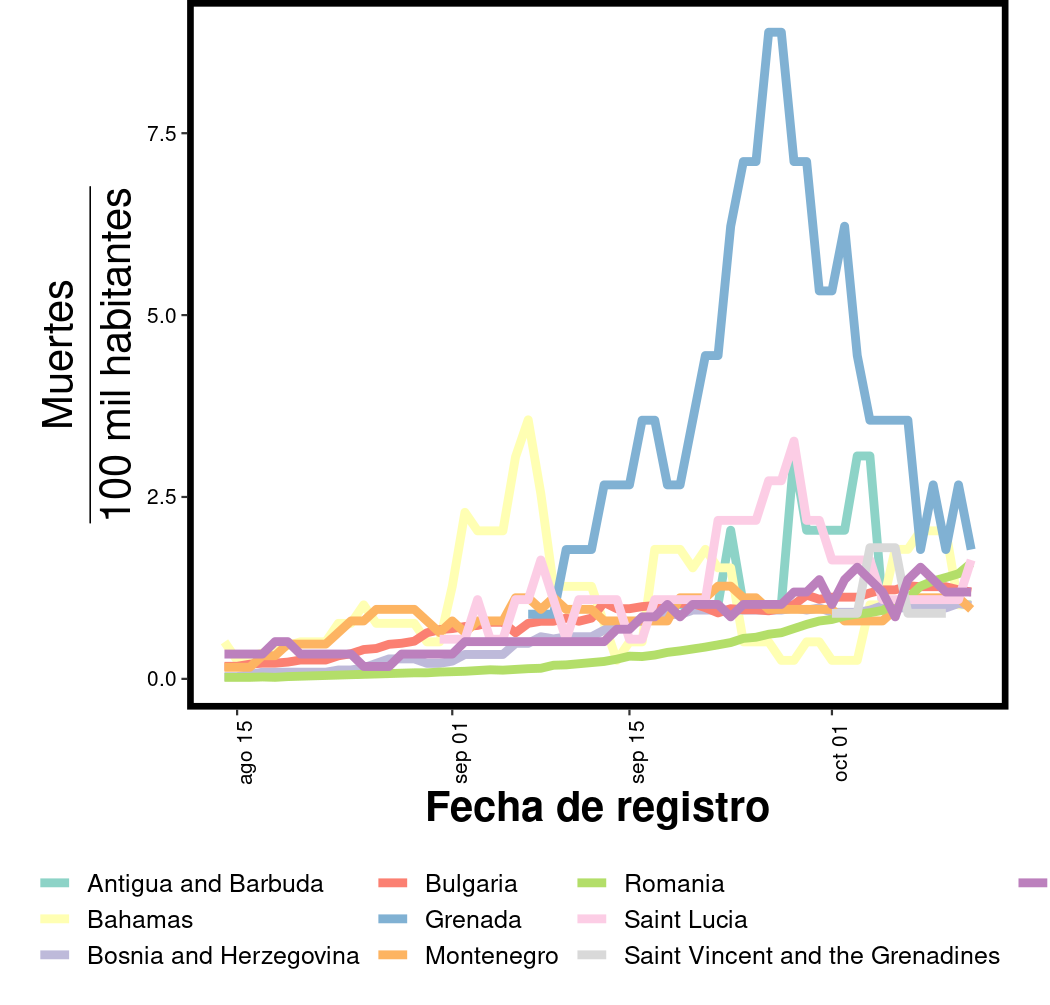 7.5
5.0
2.5
0.0
Muertes
100 mil habitantes
ago 15
sep 01
sep 15
oct 01
Fecha de registro
Antigua and Barbuda
Bulgaria
Romania
Bahamas
Grenada
Saint Lucia
Bosnia and Herzegovina
Montenegro
Saint Vincent and the Grenadines